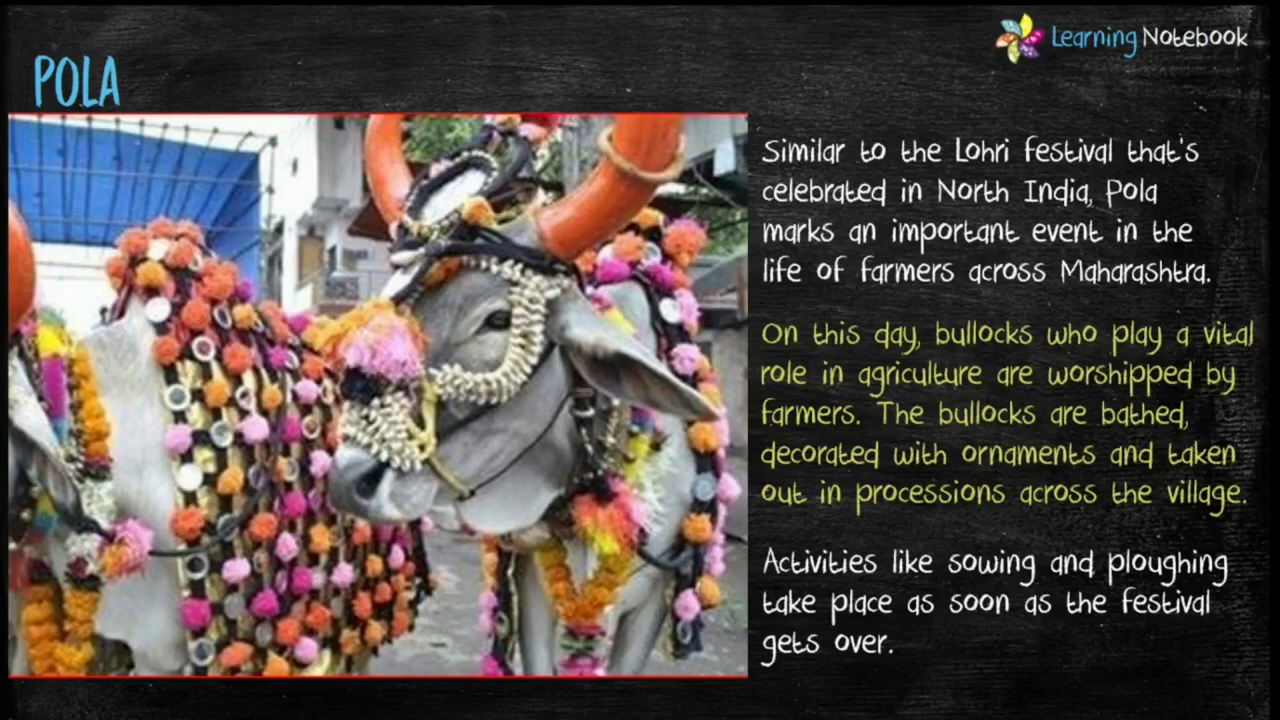 Learning Notebook
POLA
Similar to the Lohri festival that's
celebrated in North India, Pola
marks an important event in the
life of farmers across Maharashtra.
On this day, bullocks who play a vital
role in agriculture are worshipped by
farmers. The bullocks are bathed,
decorated with ornaments and taken
out in processions across the village.
Activities like sowing and ploughing
take place as soon as the festival
gets over.